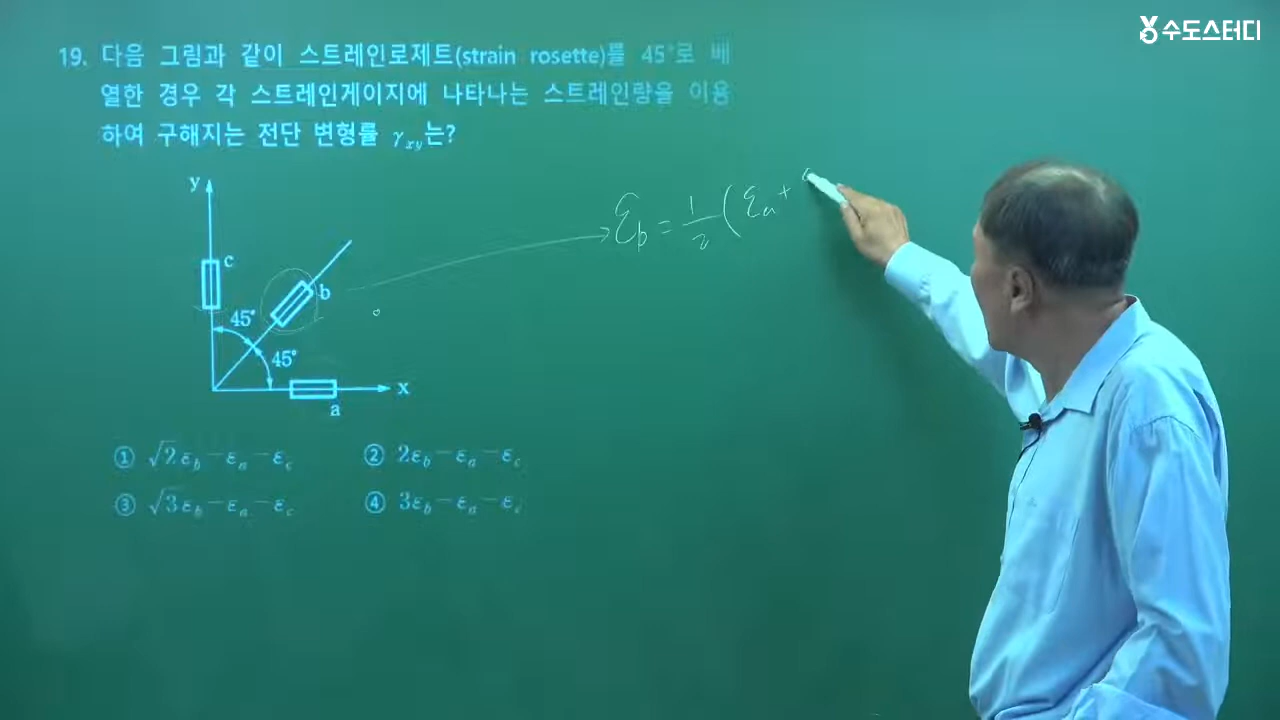 수도스터디
19. 다음 그림과 같이 스트레인로제트(strain rosette)를 45°로 배
열한 경우 각 스트레인게이지에 나타나는 스트레인량을 이용
하여 구해지는 전단 변형률 γxy는?
y
c
b
45°
45°
x
a
εb = 1/2 (εa +
① √2 εb - εa - εc
② 2εb - εa - εc
③ √3 εb - εa - εc
④ 3εb - εa - εc